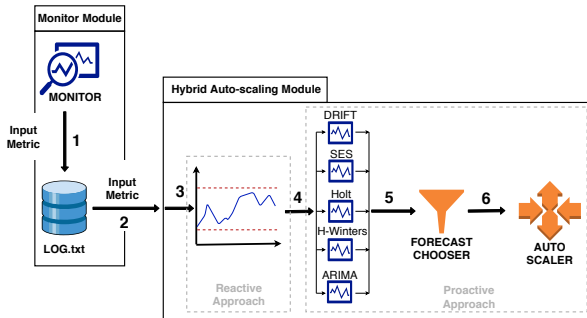 Monitor Module
MONITOR
Input
Metric
1
LOG.txt
Input
Metric
2
Hybrid Auto-scaling Module
3
Reactive
Approach
4
DRIFT
SES
Holt
H-Winters
ARIMA
5
FORECAST
CHOOSER
6
AUTO
SCALER
Proactive
Approach